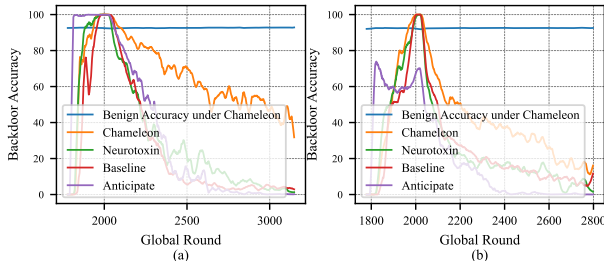 100
80
60
40
20
0
Backdoor Accuracy
Benign Accuracy under Chameleon
Chameleon
Neurotoxin
Baseline
Anticipate
2000 2500 3000
Global Round
(a)
100
80
60
40
20
0
Backdoor Accuracy
Benign Accuracy under Chameleon
Chameleon
Neurotoxin
Baseline
Anticipate
1800 2000 2200 2400 2600 2800
Global Round
(b)